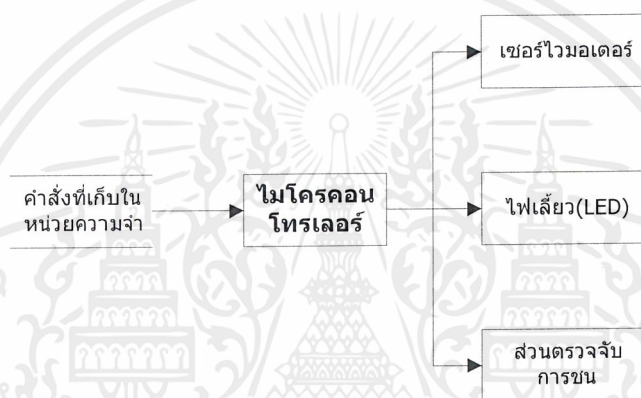 เซอร์ไวมอเตอร์
คำสั่งที่เก็บใน
หน่วยความจำ
ไมโครคอน
โทรเลอร์
ไฟเลี้ยว(LED)
ส่วนตรวจจับ
การชน